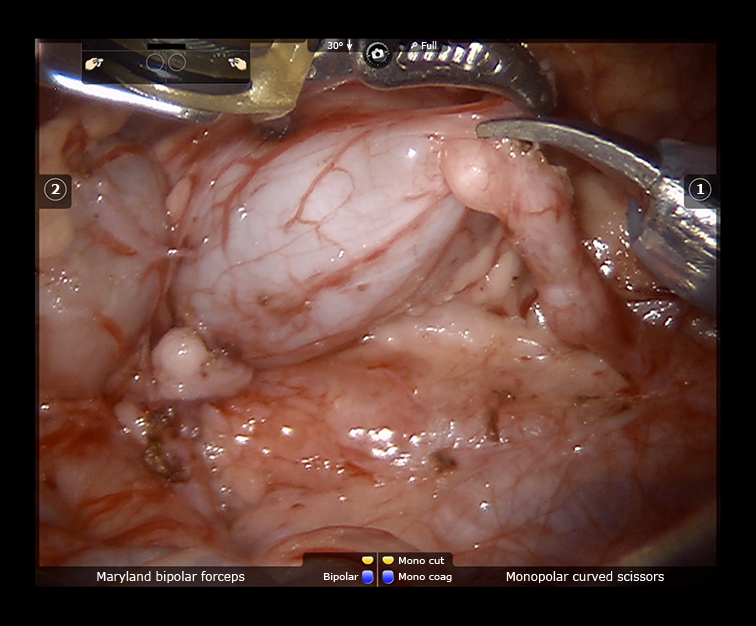 30° Full
2
1
Mono cut
Bipolar Mono coag
Maryland bipolar forceps Monopolar curved scissors